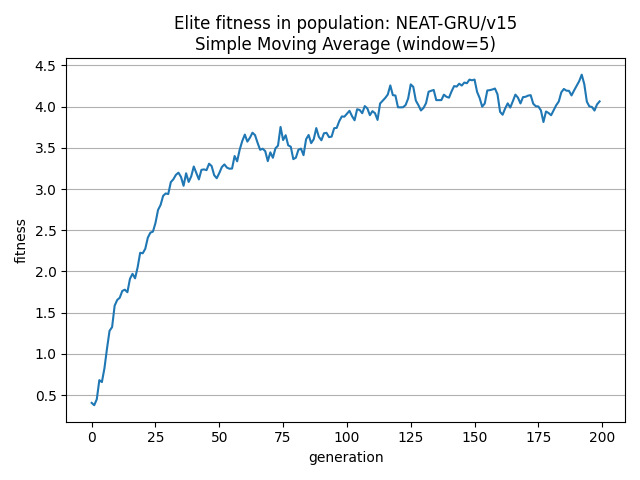 Elite fitness in population: NEAT-GRU/v15
Simple Moving Average (window=5)
4.5
4.0
3.5
3.0
2.5
2.0
1.5
1.0
0.5
fitness
0 25 50 75 100 125 150 175 200
generation